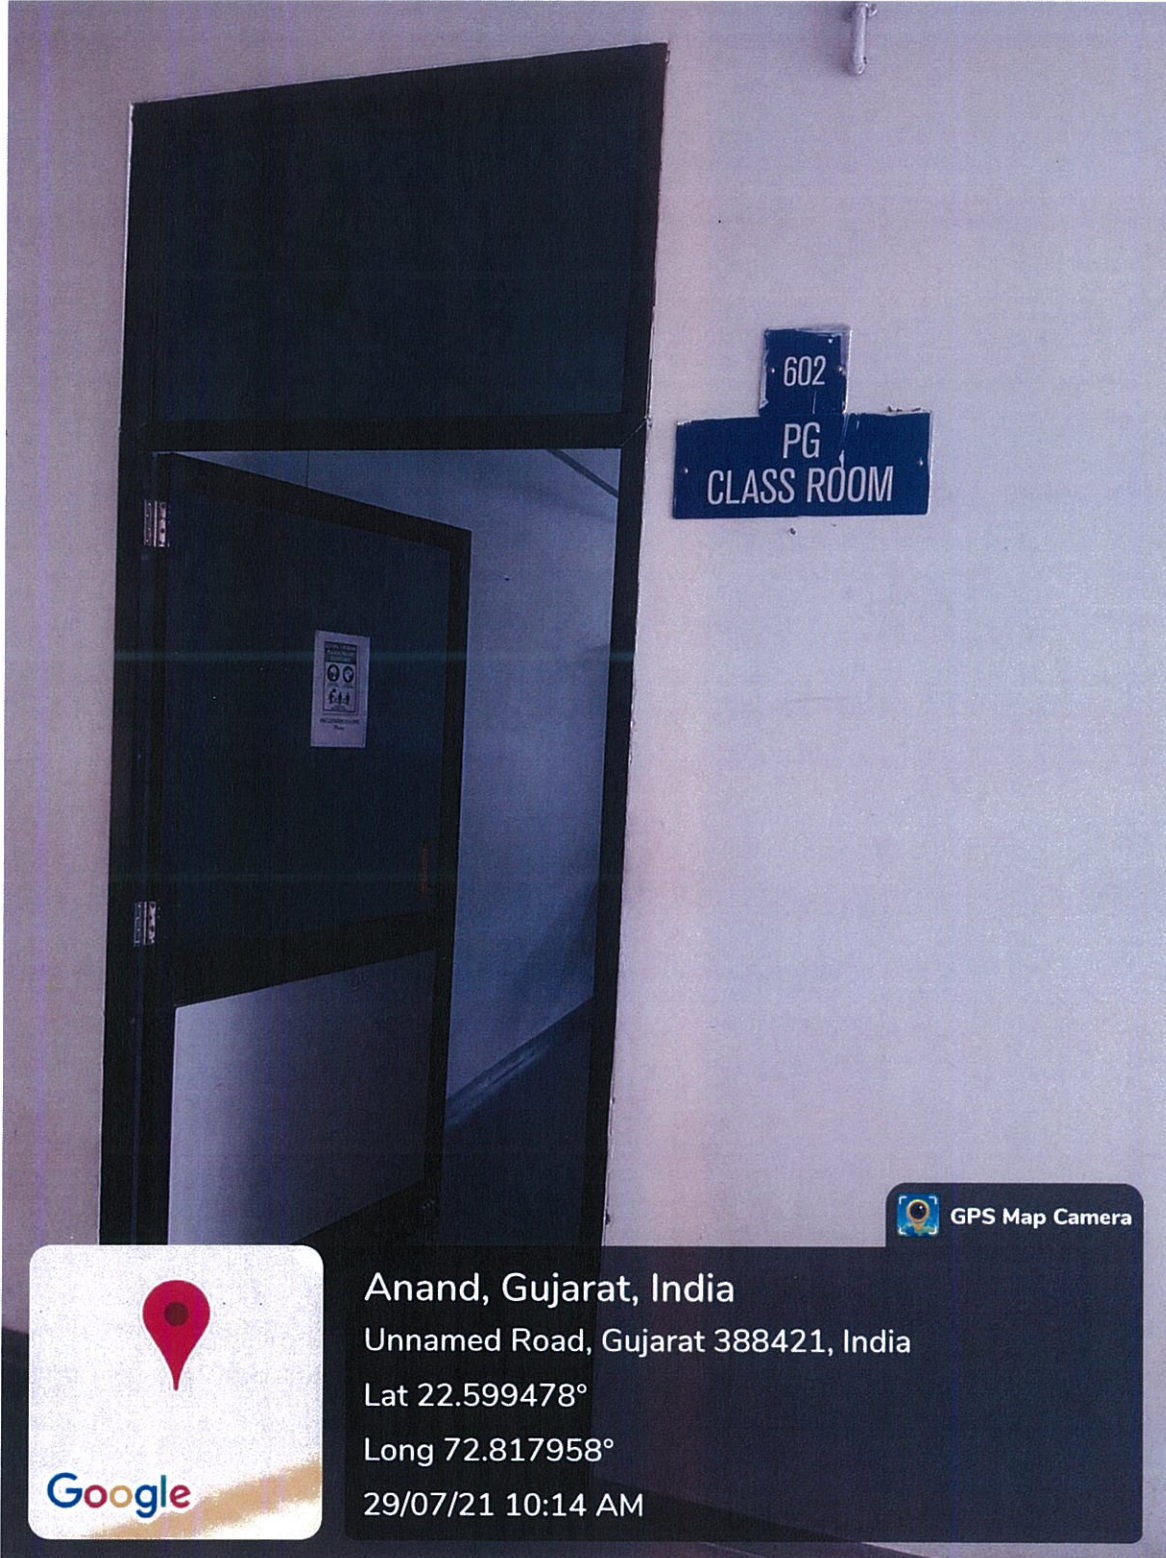 602
PG
CLASS ROOM
GPS Map Camera
Anand, Gujarat, India
Unnamed Road, Gujarat 388421, India
Lat 22.599478°
Long 72.817958°
29/07/21 10:14 AM
Google